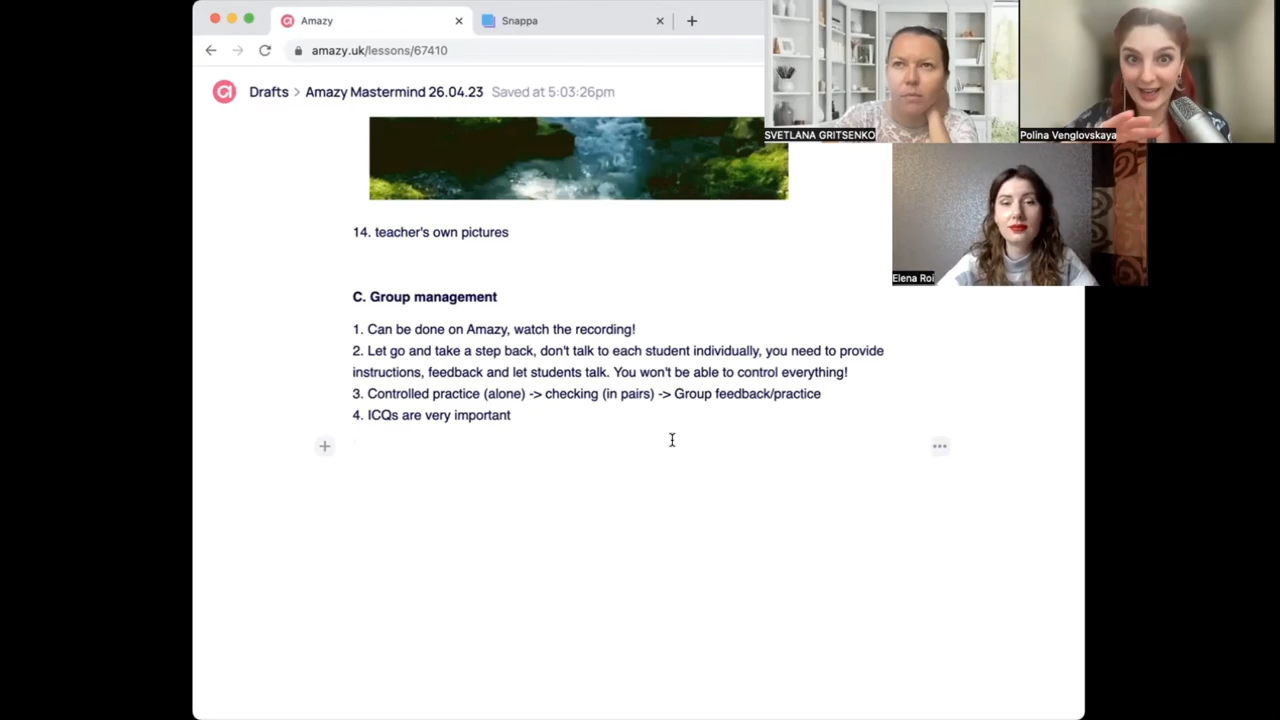 Amazy
Snappa
amazy.uk/lessons/67410
Drafts > Amazy Mastermind 26.04.23 Saved at 5:03:26pm
SVETLANA GRITSENKO
Polina Venglovskaya
Elena Roi
14. teacher's own pictures
C. Group management
1. Can be done on Amazy, watch the recording!
2. Let go and take a step back, don't talk to each student individually, you need to provide
instructions, feedback and let students talk. You won't be able to control everything!
3. Controlled practice (alone) -> checking (in pairs) -> Group feedback/practice
4. ICQs are very important